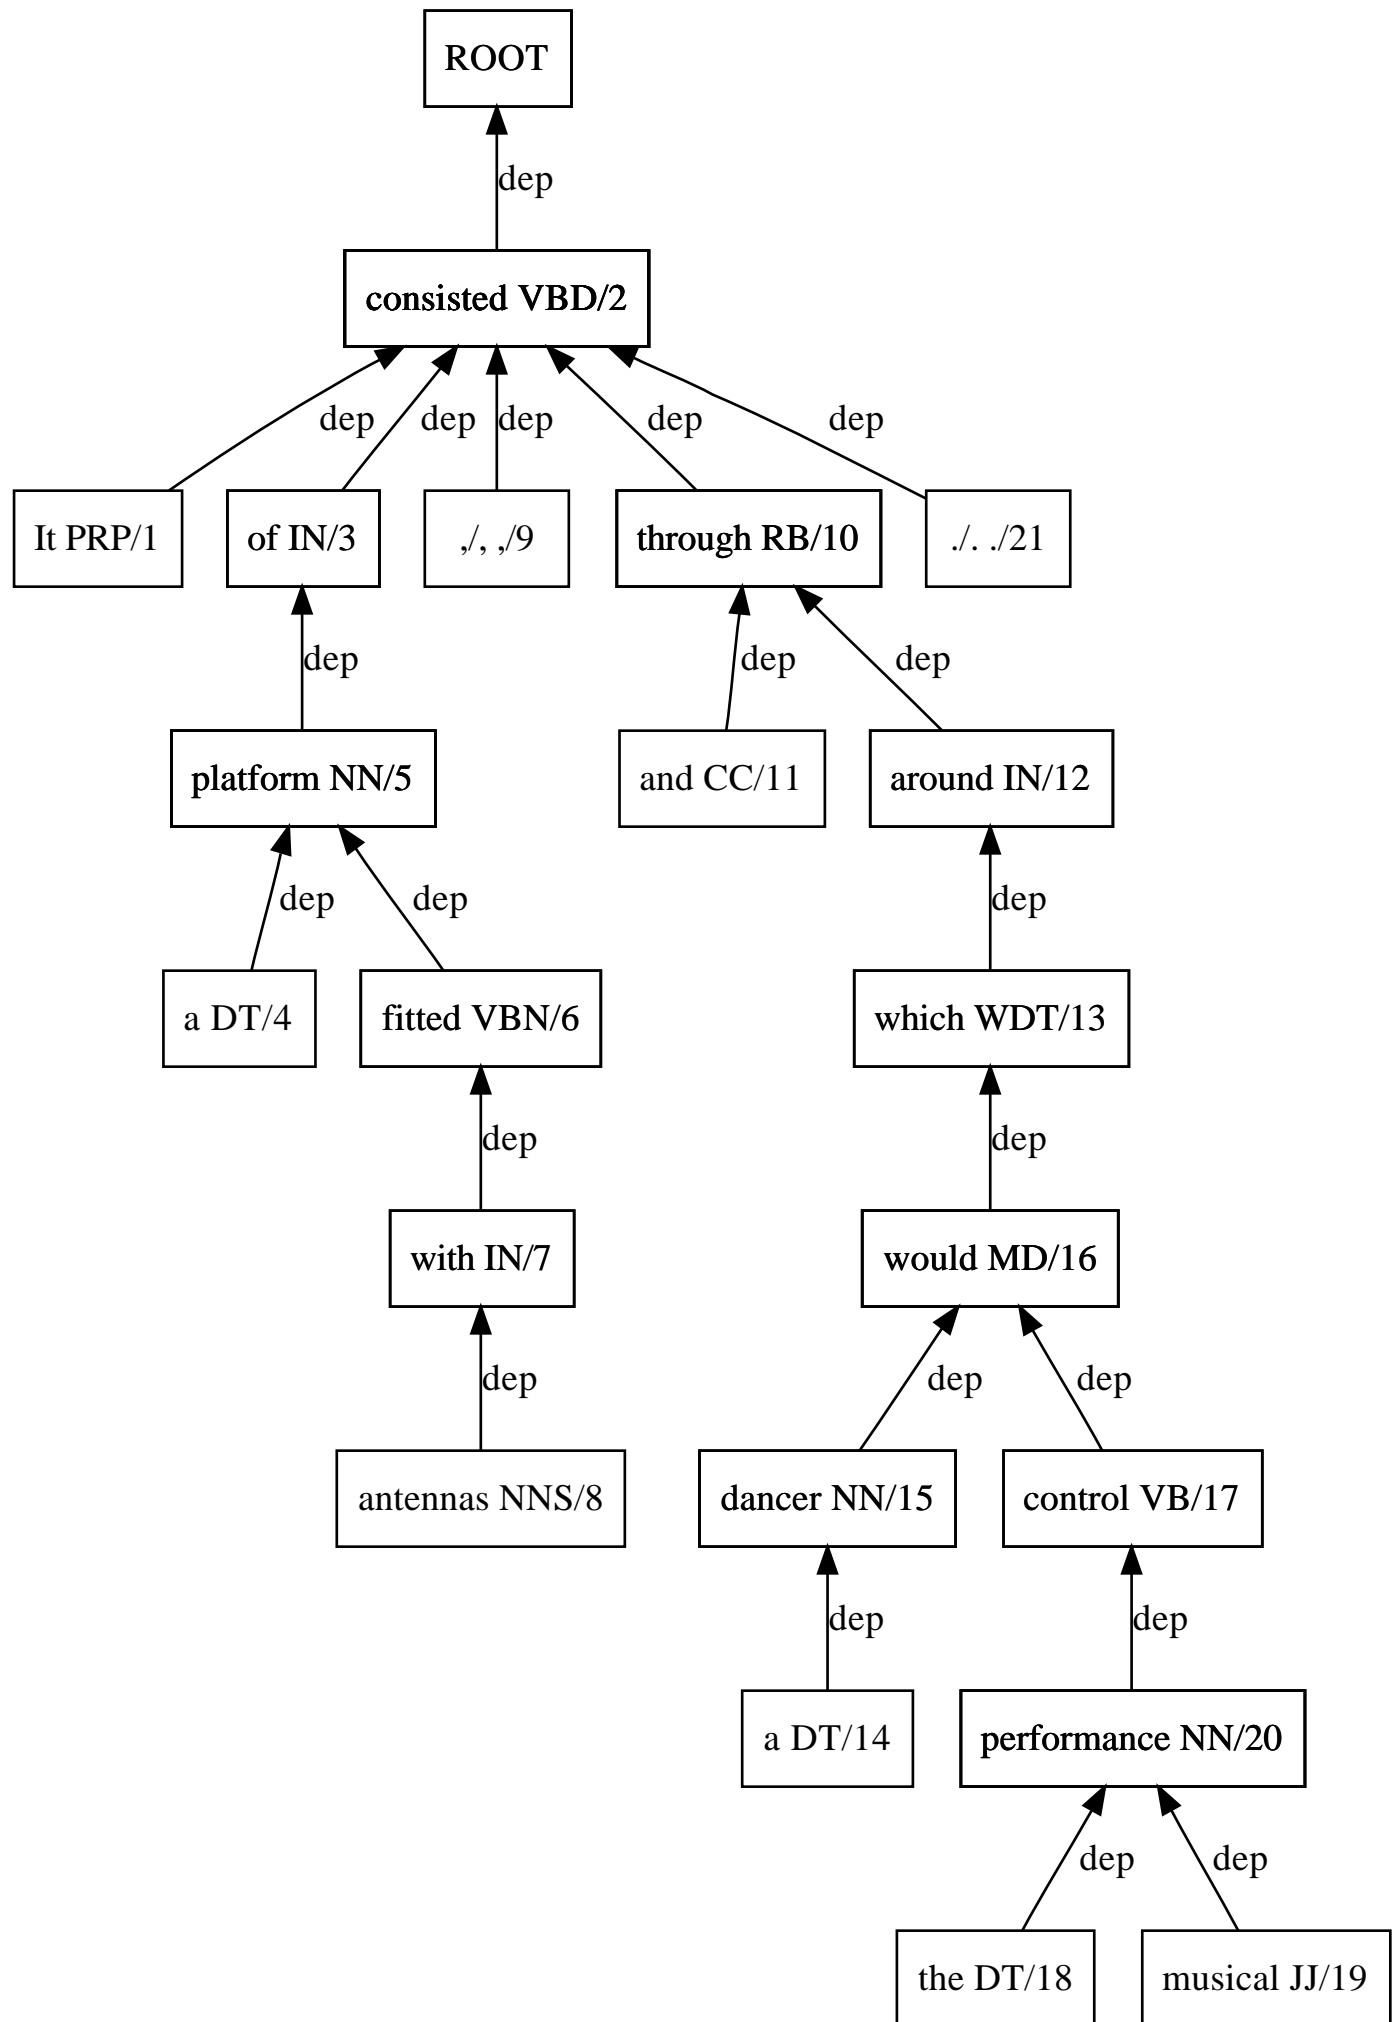 ROOT
dep
consisted VBD/2
dep dep dep dep dep
It PRP/1 of IN/3 ,/, ,/9 through RB/10 ./. ./21
dep dep dep
platform NN/5 and CC/11 around IN/12
dep dep dep
a DT/4 fitted VBN/6 which WDT/13
dep dep
with IN/7 would MD/16
dep dep dep
antennas NNS/8 dancer NN/15 control VB/17
dep dep
a DT/14 performance NN/20
dep dep
the DT/18 musical JJ/19